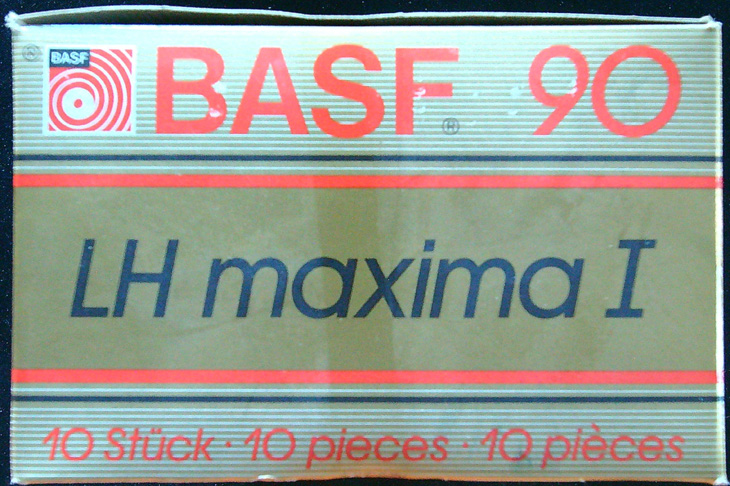 ® BASF BASF® 90
LH maxima I
10 Stück · 10 pieces · 10 pièces